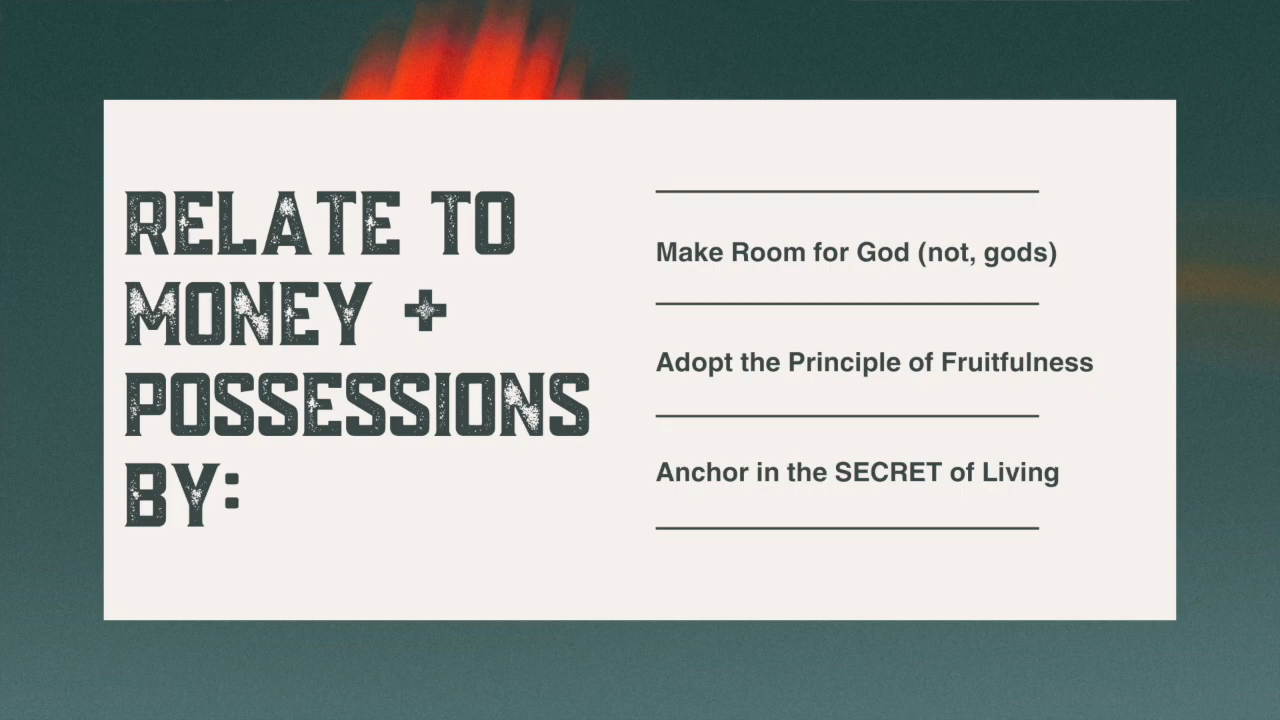 RELATE TO
MONEY +
POSSESSIONS
BY:
Make Room for God (not, gods)
Adopt the Principle of Fruitfulness
Anchor in the SECRET of Living